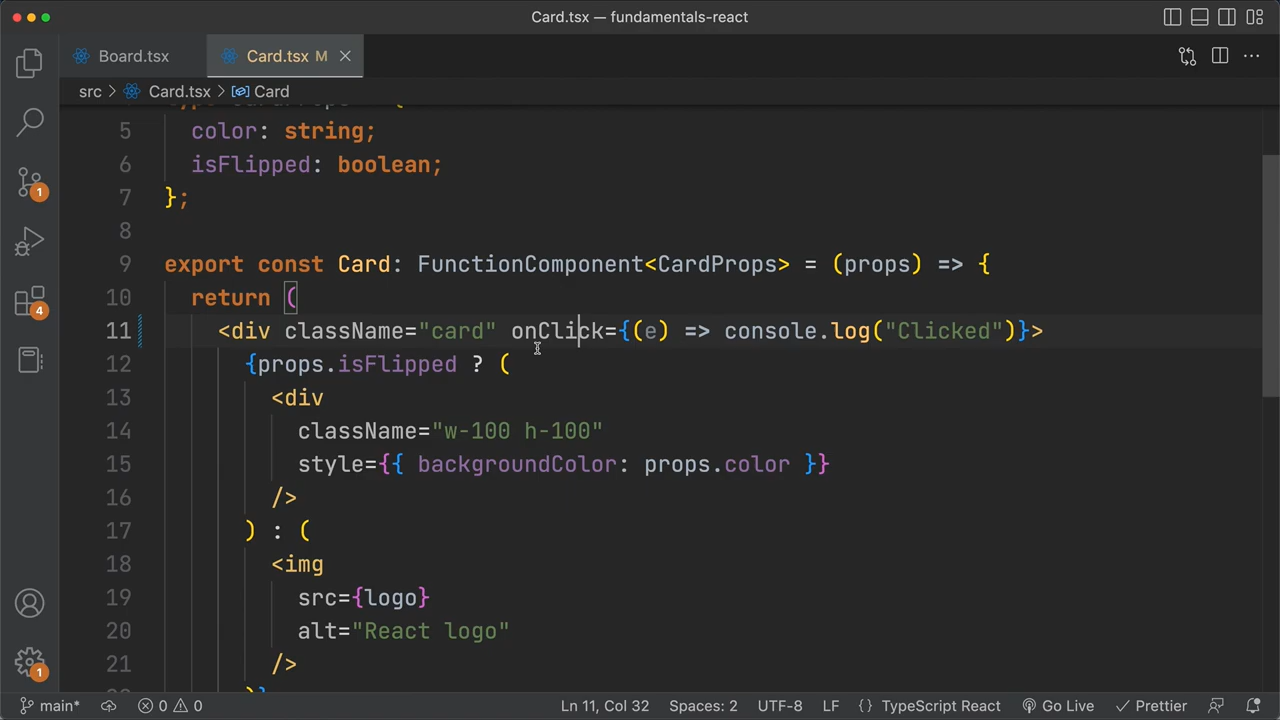 Card.tsx — fundamentals-react
Board.tsx
Card.tsx M
src > Card.tsx > Card
5 color: string;
6 isFlipped: boolean;
7 };
8
9 export const Card: FunctionComponent<CardProps> = (props) => {
10 return (
11 <div className="card" onClick={(e) => console.log("Clicked")}>
12 {props.isFlipped ? (
13 <div
14 className="w-100 h-100"
15 style={{ backgroundColor: props.color }}
16 />
17 ) : (
18 <img
19 src={logo}
20 alt="React logo"
21 />
)}
1
4
1
main* 0 0 Ln 11, Col 32 Spaces: 2 UTF-8 LF {} TypeScript React Go Live Prettier